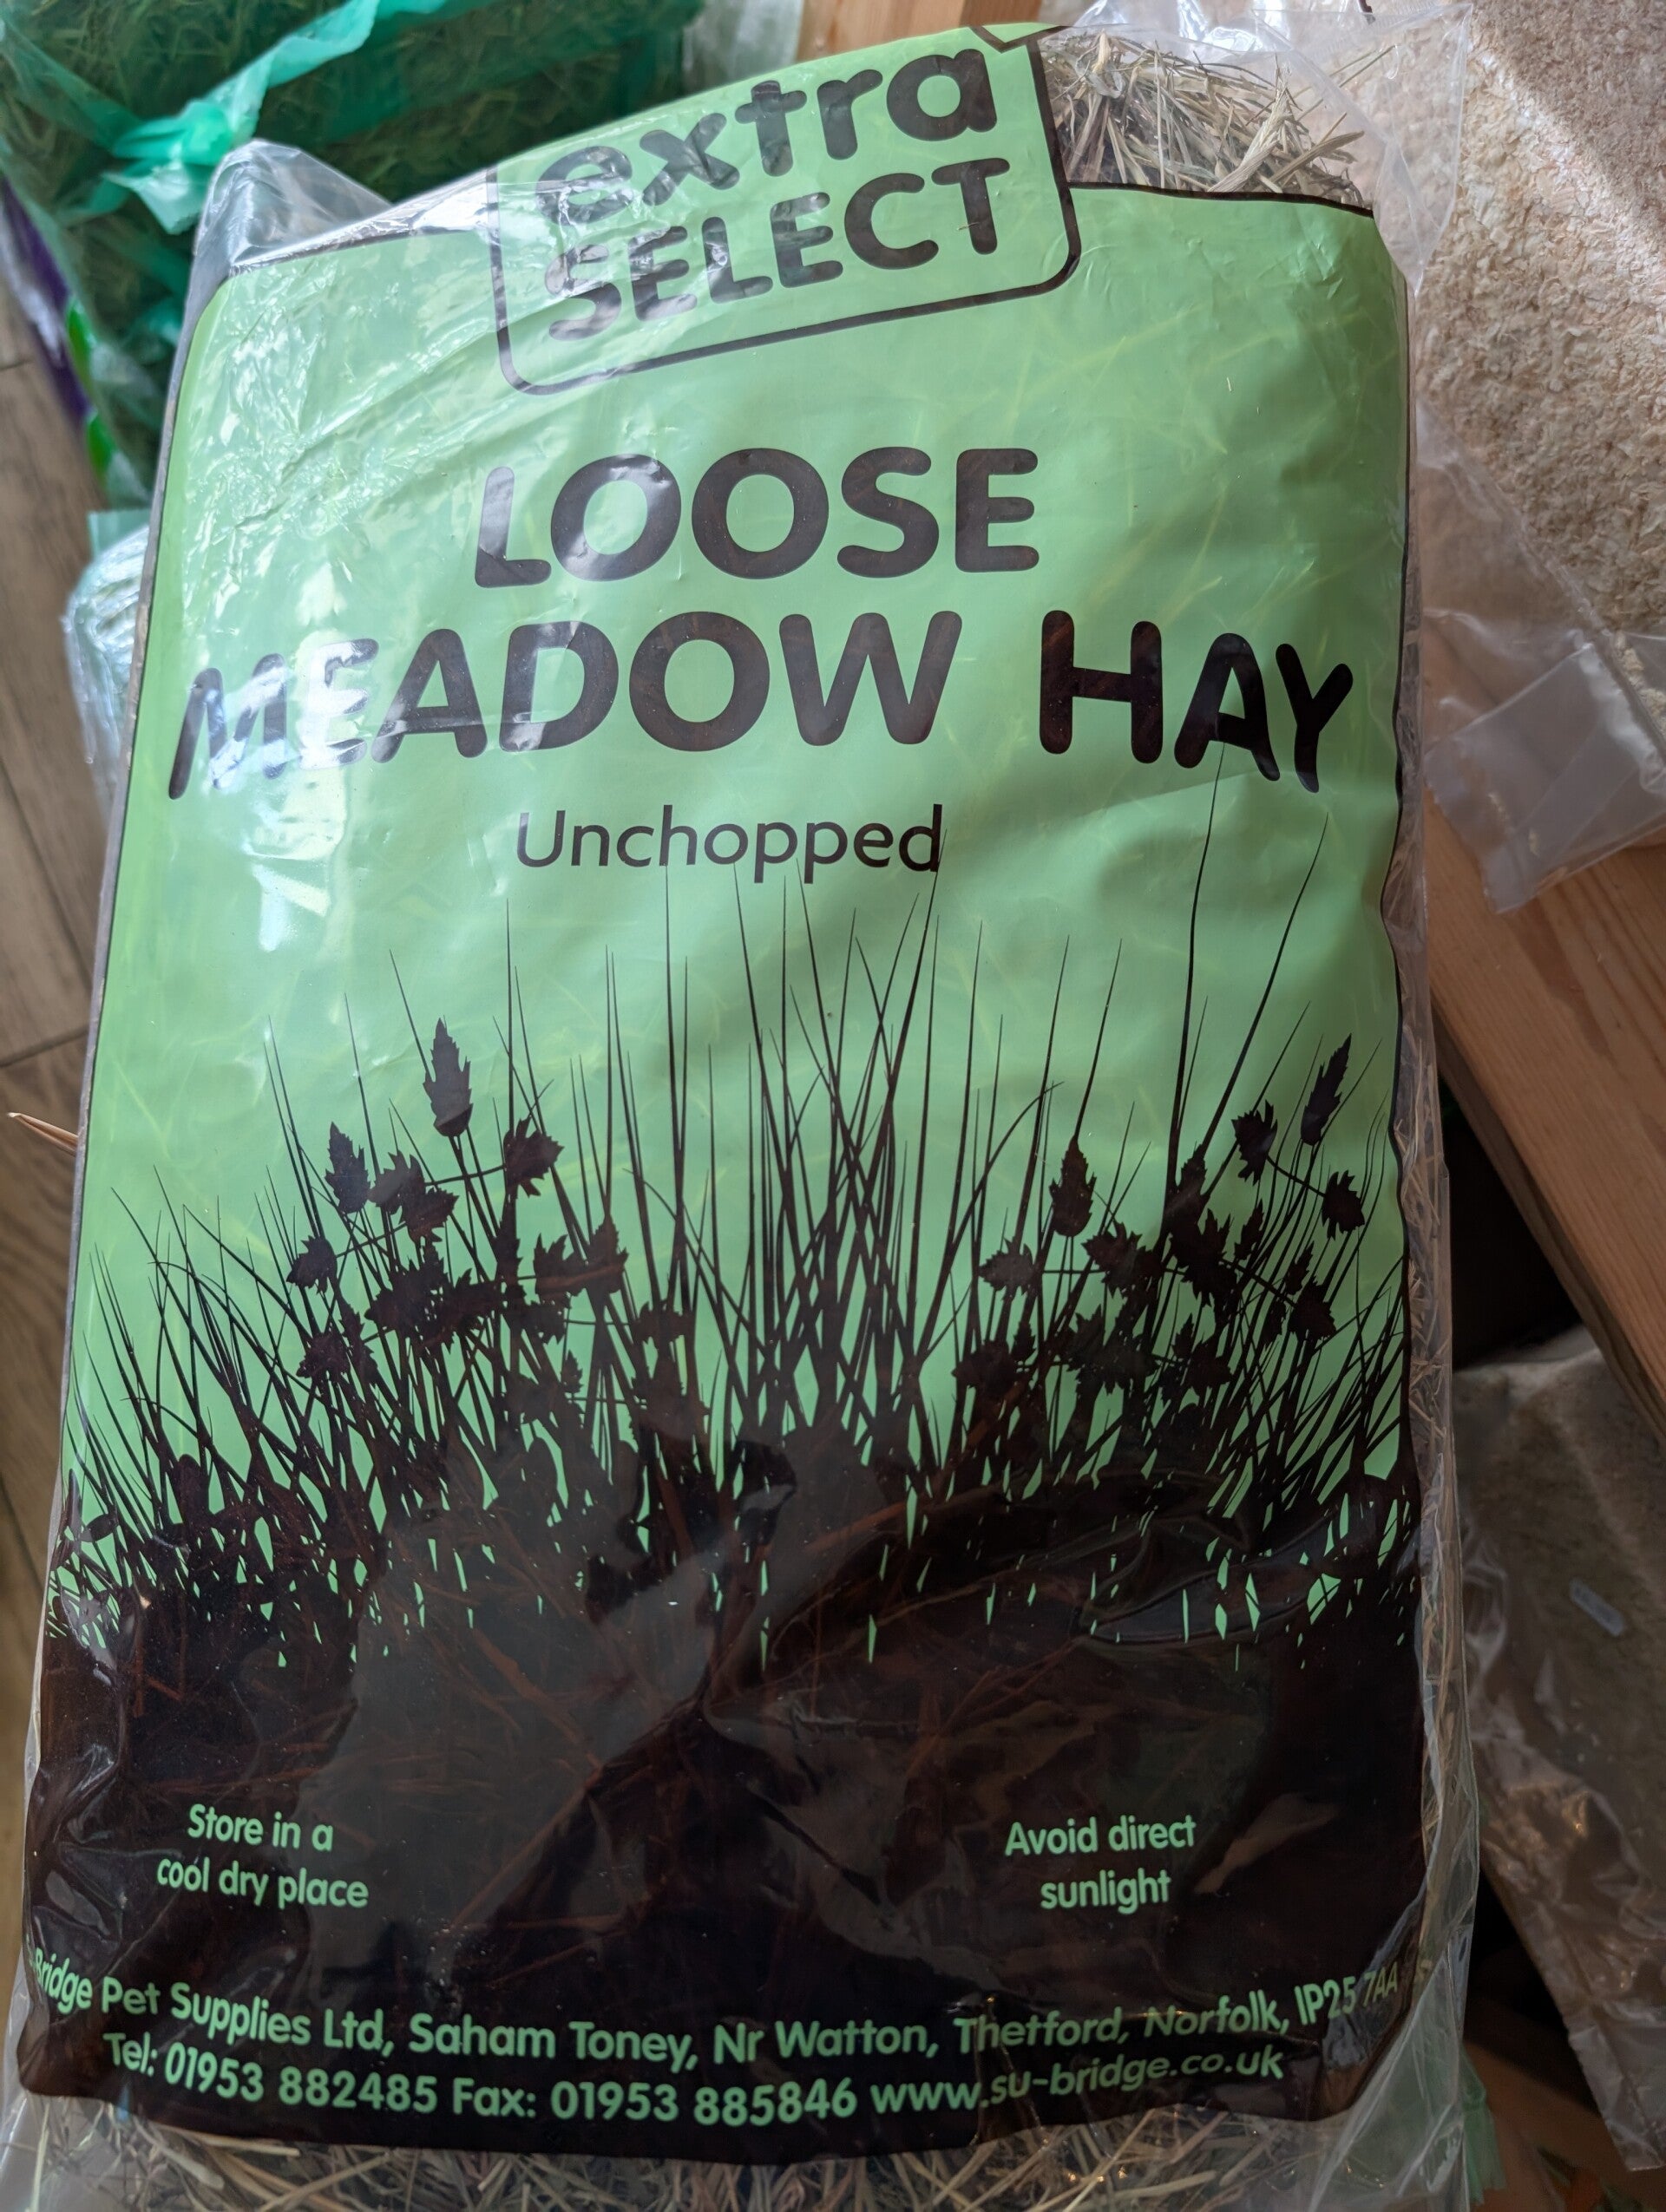 extra
SELECT
LOOSE
MEADOW HAY
Unchopped
Store in a
cool dry place
Avoid direct
sunlight
Bridge Pet Supplies Ltd, Saham Toney, Nr Watton, Thetford, Norfolk, IP25 7AA
Tel: 01953 882485 Fax: 01953 885846 www.su-bridge.co.uk